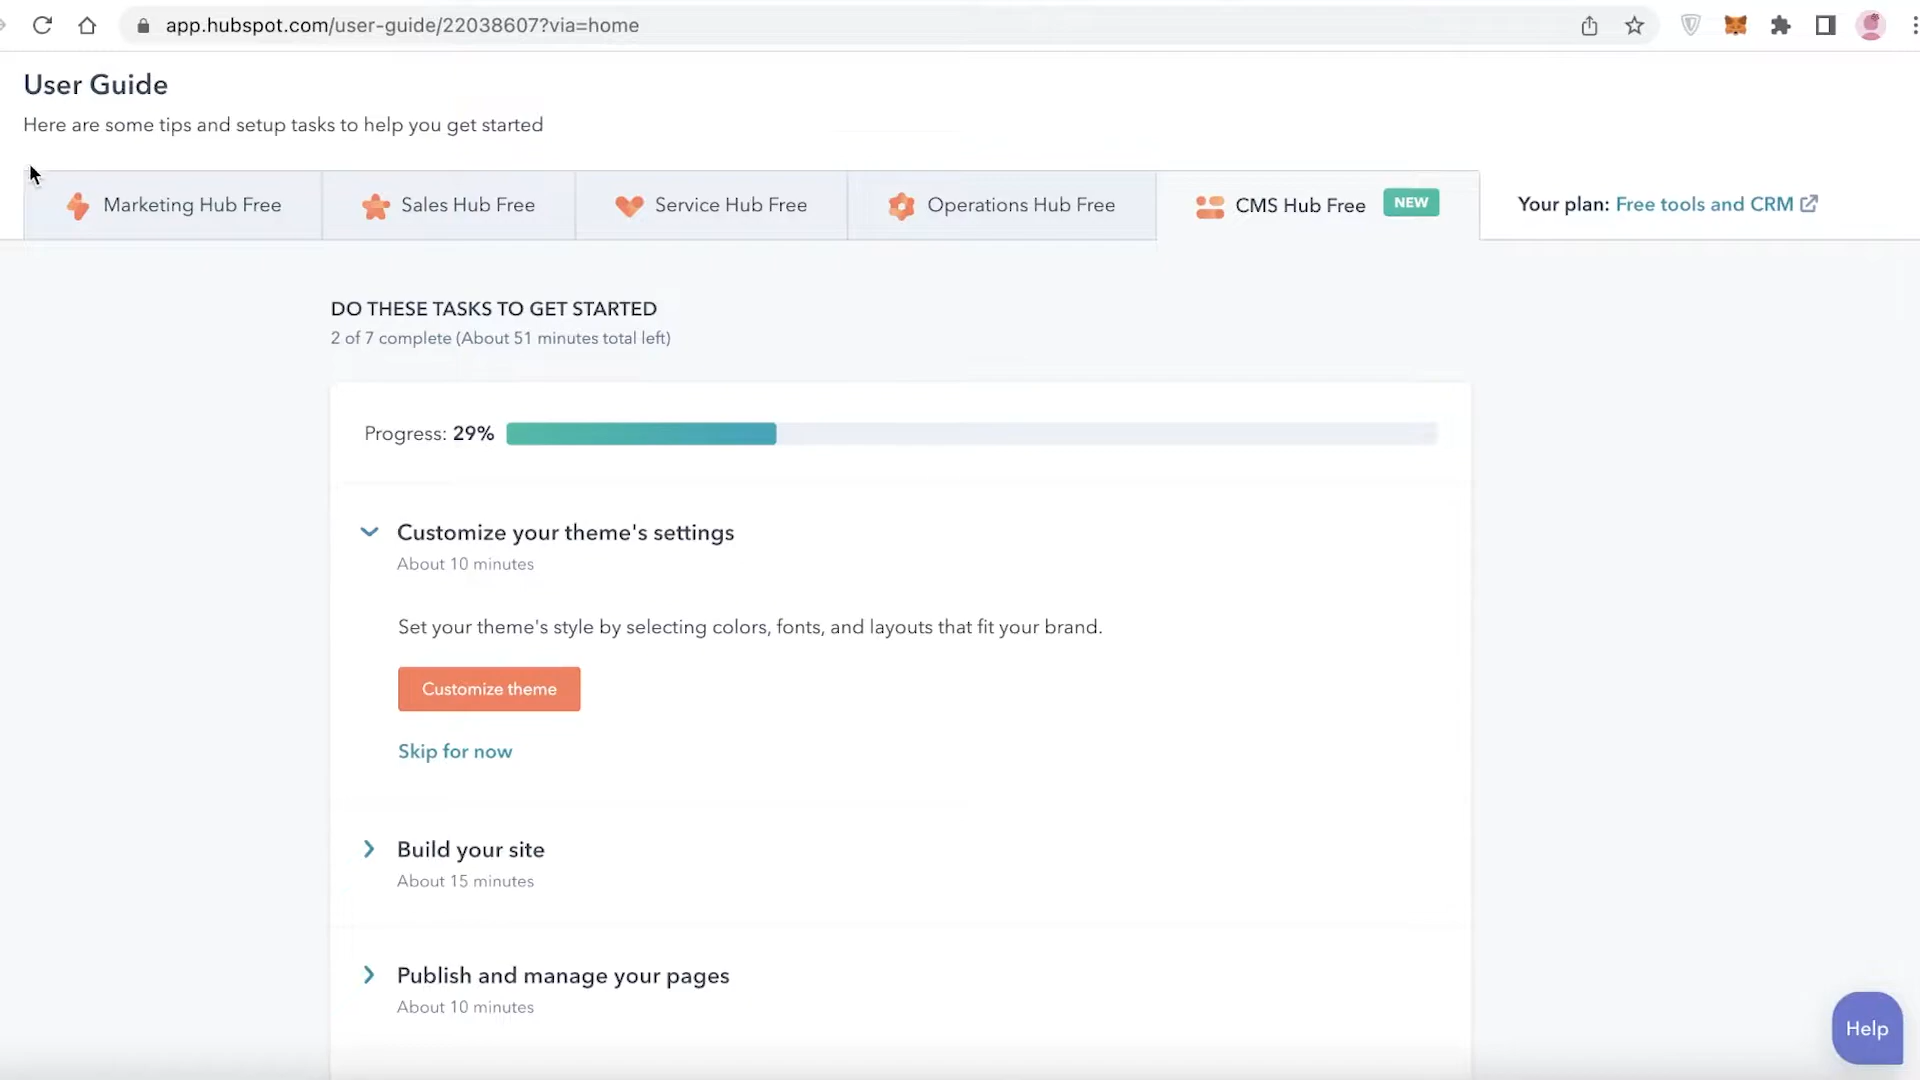 app.hubspot.com/user-guide/22038607?via=home
User Guide
Here are some tips and setup tasks to help you get started
Marketing Hub Free
Sales Hub Free
Service Hub Free
Operations Hub Free
CMS Hub Free NEW
Your plan: Free tools and CRM
DO THESE TASKS TO GET STARTED
2 of 7 complete (About 51 minutes total left)
Progress: 29%
Customize your theme's settings
About 10 minutes
Set your theme's style by selecting colors, fonts, and layouts that fit your brand.
Customize theme
Skip for now
Build your site
About 15 minutes
Publish and manage your pages
About 10 minutes
Help